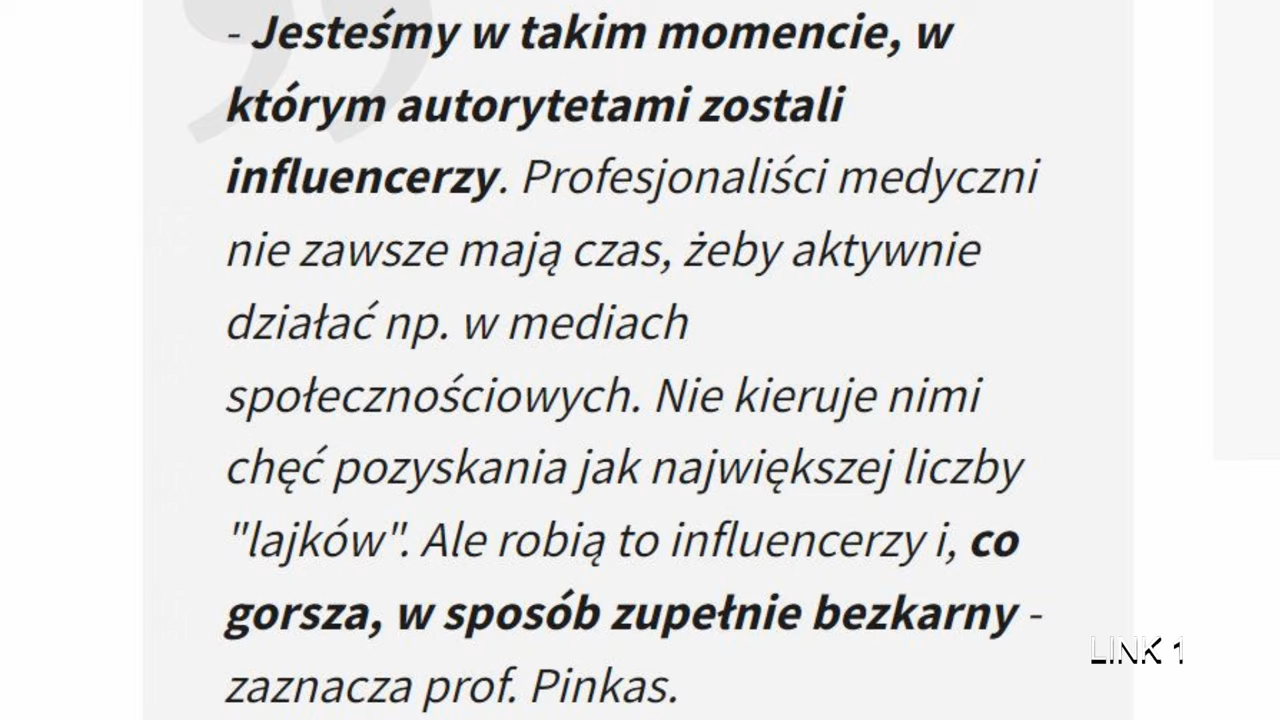 - Jesteśmy w takim momencie, w
którym autorytetami zostali
influencerzy. Profesjonaliści medyczni
nie zawsze mają czas, żeby aktywnie
działać np. w mediach
społecznościowych. Nie kieruje nimi
chęć pozyskania jak największej liczby
"lajków". Ale robią to influencerzy i, co
gorsza, w sposób zupełnie bezkarny -
zaznacza prof. Pinkas.
LINK 1